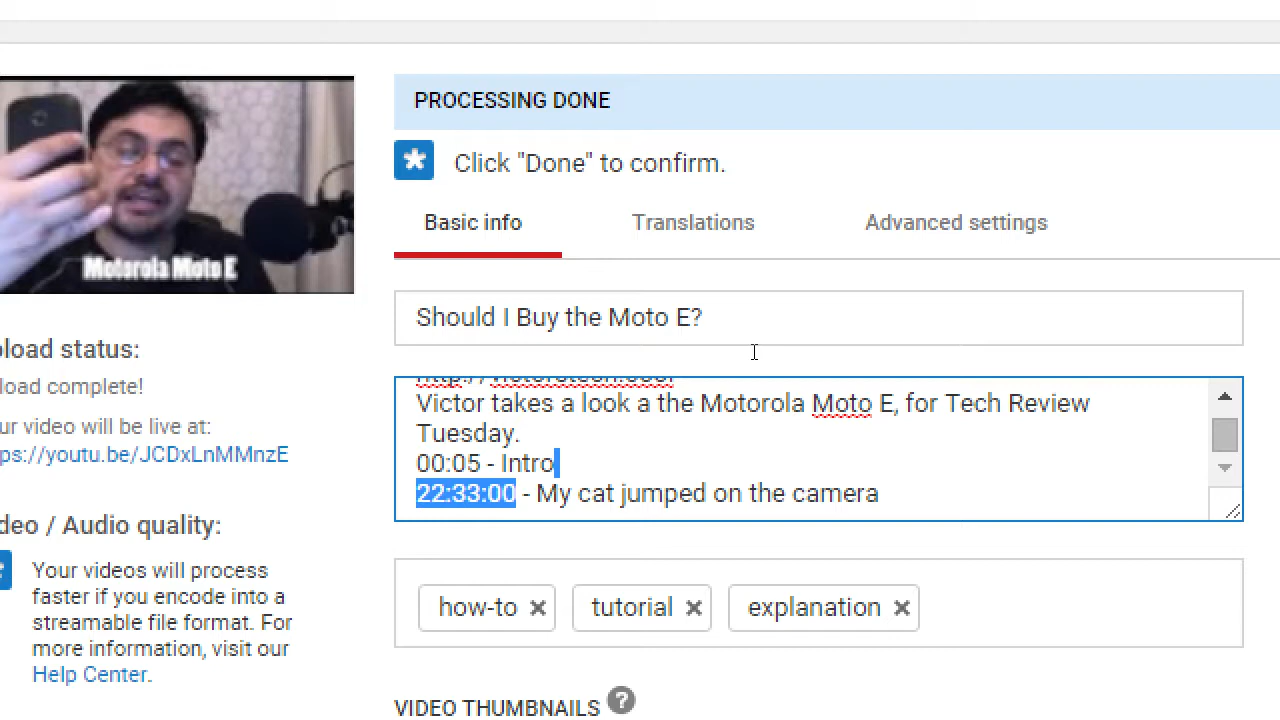 PROCESSING DONE
Click "Done" to confirm.
Basic info
Translations
Advanced settings
Motorola Moto E
Should I Buy the Moto E?
Victor takes a look a the Motorola Moto E, for Tech Review
Tuesday.
00:05 - Intro
22:33:00 - My cat jumped on the camera
pload status:
load complete!
ur video will be live at:
ps://youtu.be/JCDxLnMMnzE
deo / Audio quality:
Your videos will process
faster if you encode into a
streamable file format. For
more information, visit our
Help Center.
how-to
tutorial
explanation
VIDEO THUMBNAILS ?